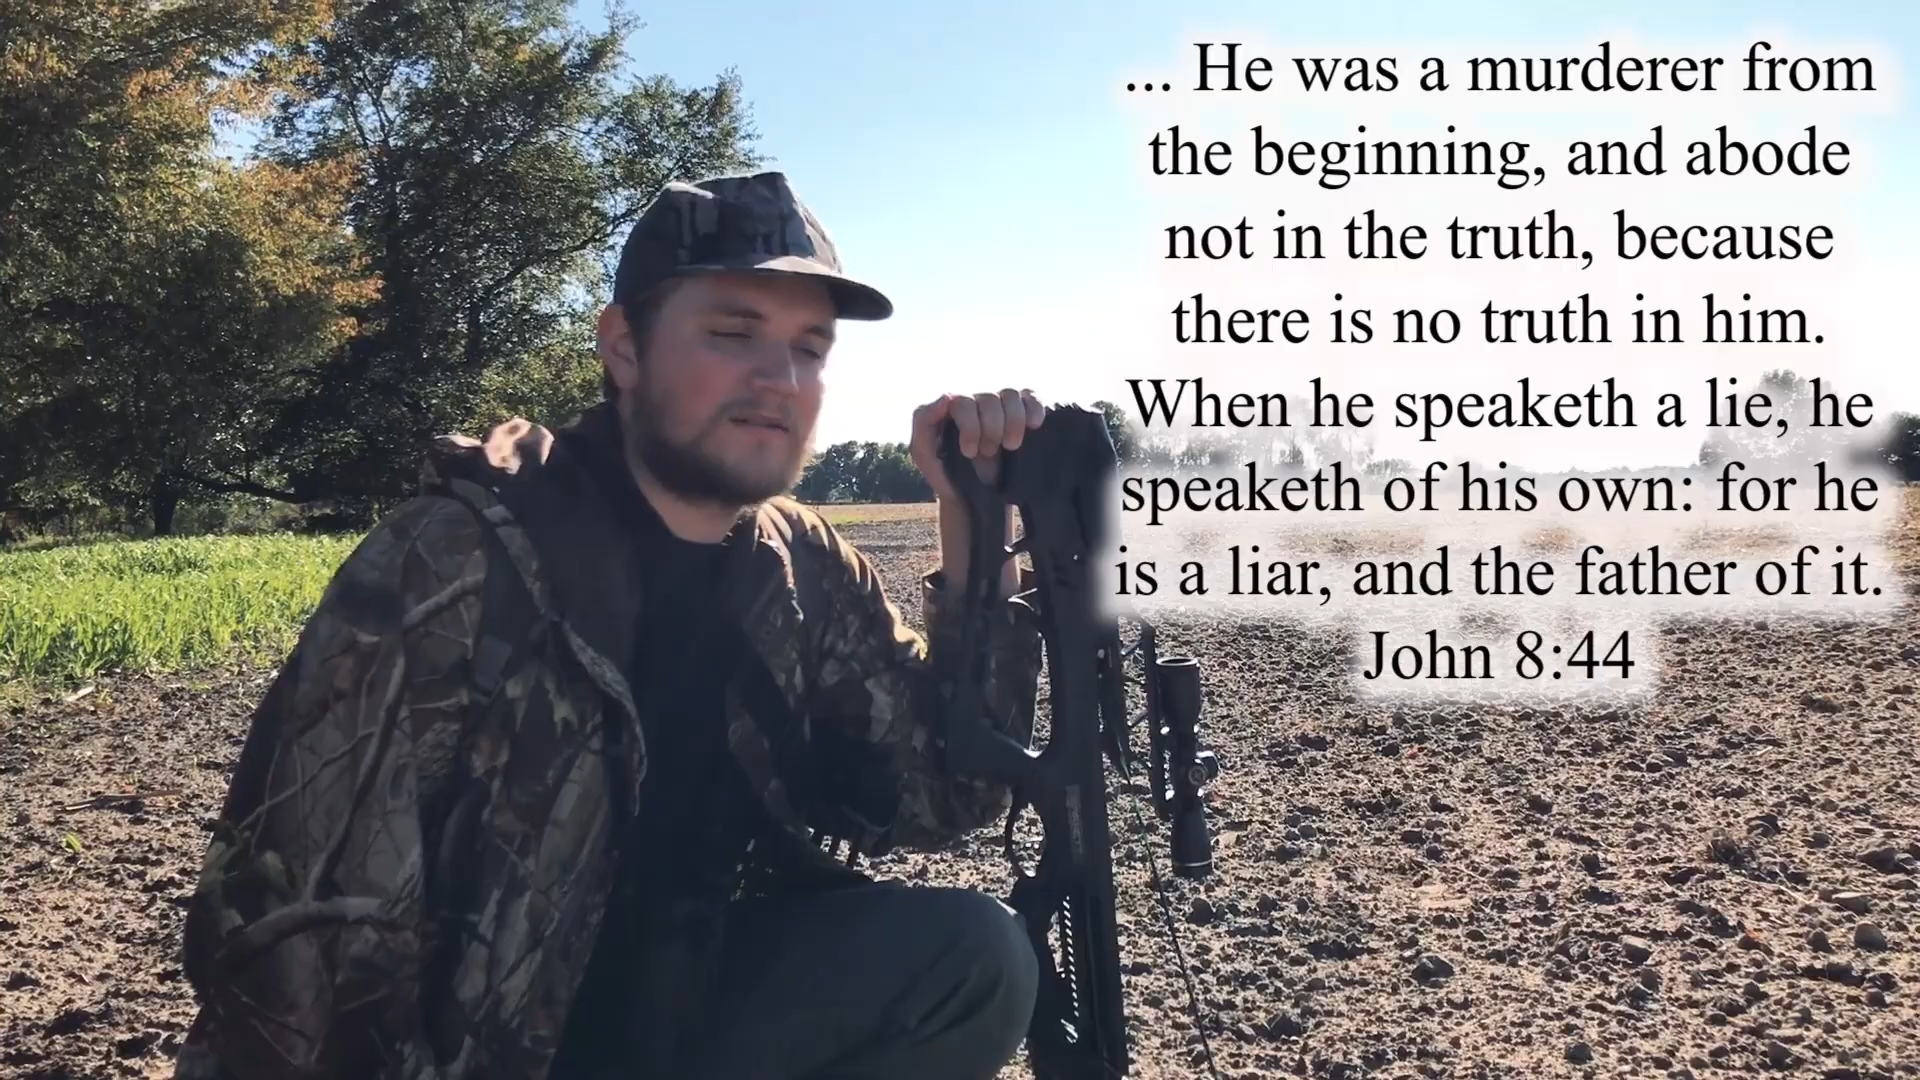 ... He was a murderer from
the beginning, and abode
not in the truth, because
there is no truth in him.
When he speaketh a lie, he
speaketh of his own: for he
is a liar, and the father of it.
John 8:44